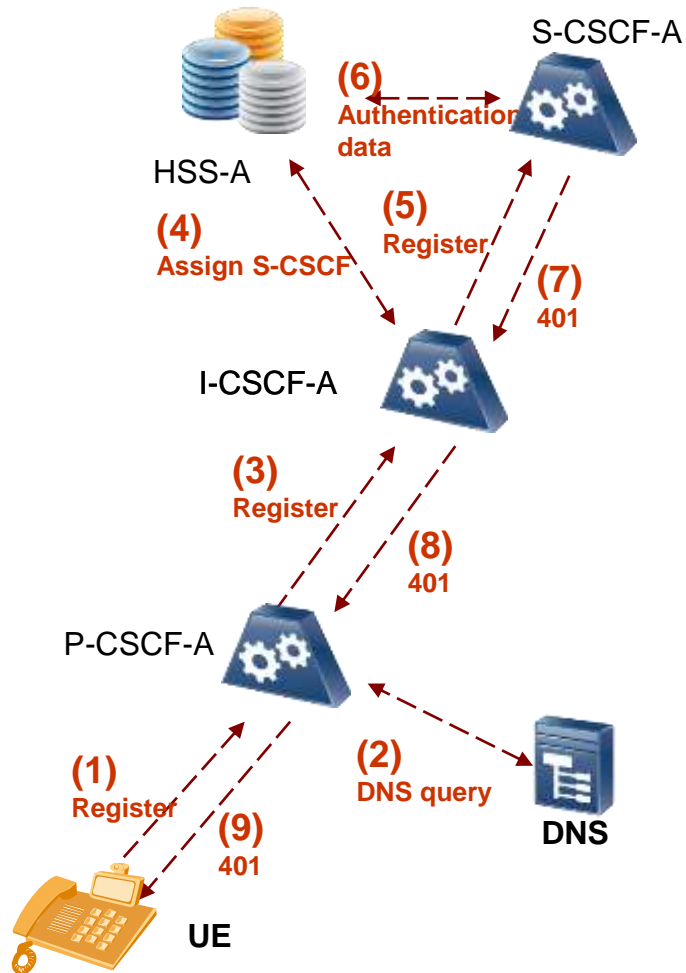 S-CSCF-A
(6)
Authentication
data
HSS-A
(5)
Register
(4)
Assign S-CSCF
(7)
401
I-CSCF-A
(3)
Register
(8)
401
P-CSCF-A
(2)
DNS query
(1)
Register
(9)
401
DNS
UE